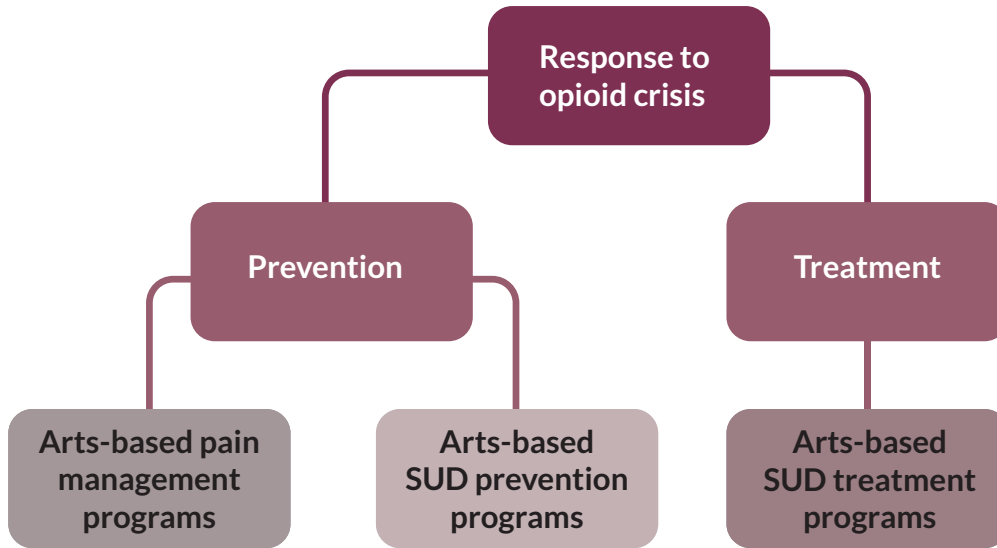 Response to
opioid crisis
Prevention
Treatment
Arts-based pain
management
programs
Arts-based
SUD prevention
programs
Arts-based
SUD treatment
programs